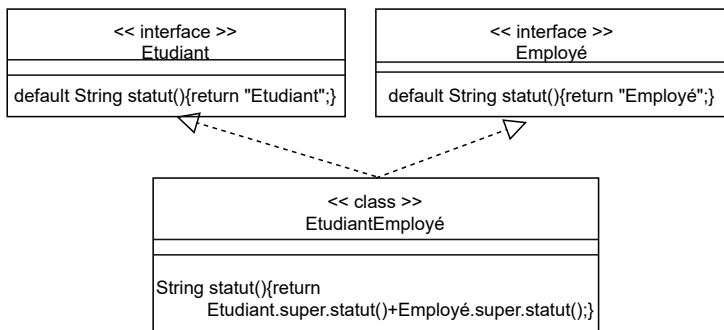 << interface >>
Etudiant
default String statut(){return "Etudiant";}
<< interface >>
Employé
default String statut(){return "Employé";}
<< class >>
EtudiantEmployé
String statut(){return
Etudiant.super.statut()+Employé.super.statut();}